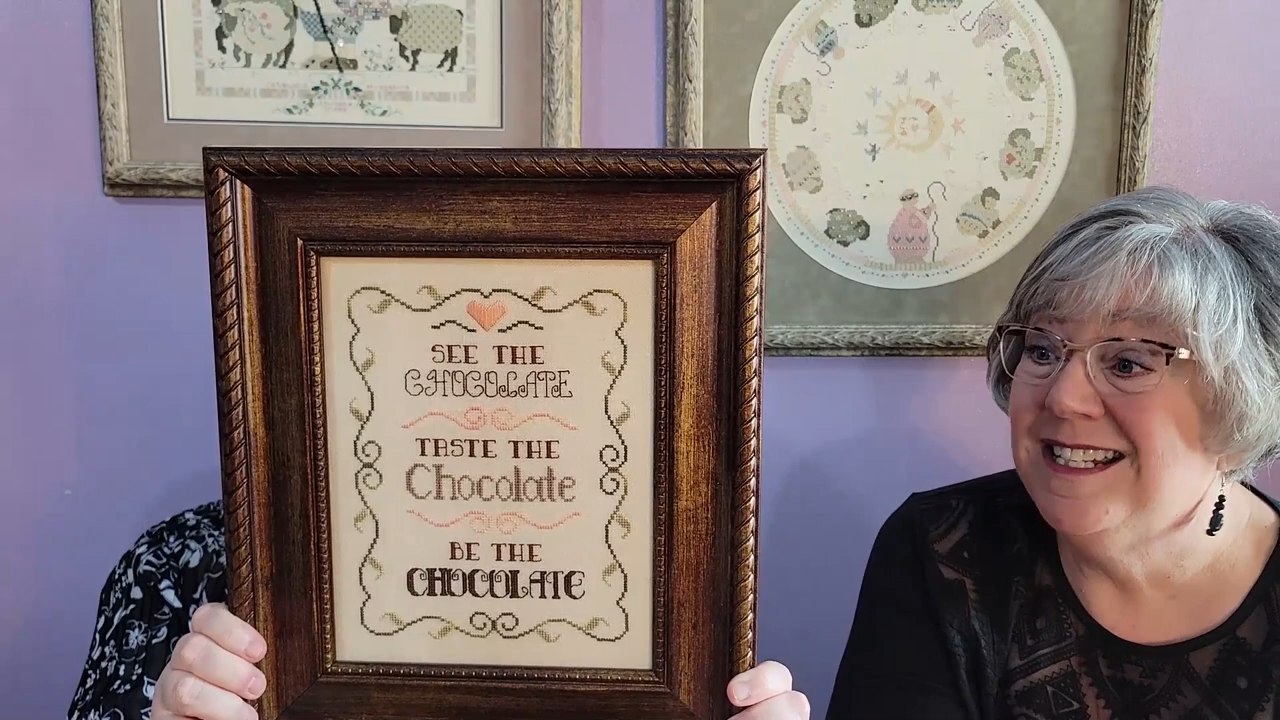 SEE THE
CHOCOLATE
TASTE THE
Chocolate
BE THE
CHOCOLATE